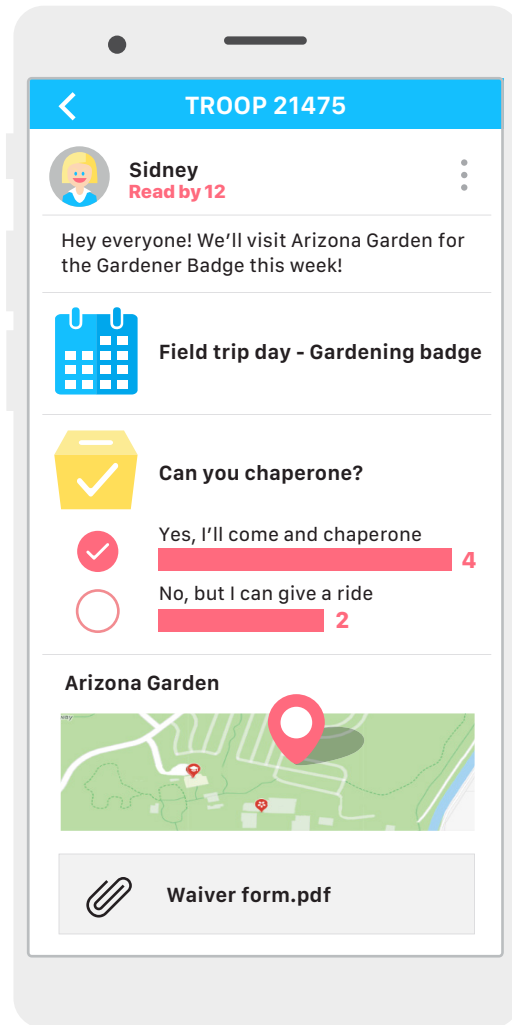 TROOP 21475
Sidney
Read by 12
Hey everyone! We’ll visit Arizona Garden for
the Gardener Badge this week!
Field trip day - Gardening badge
Can you chaperone?
Yes, I’ll come and chaperone
4
No, but I can give a ride
2
Arizona Garden
Waiver form.pdf